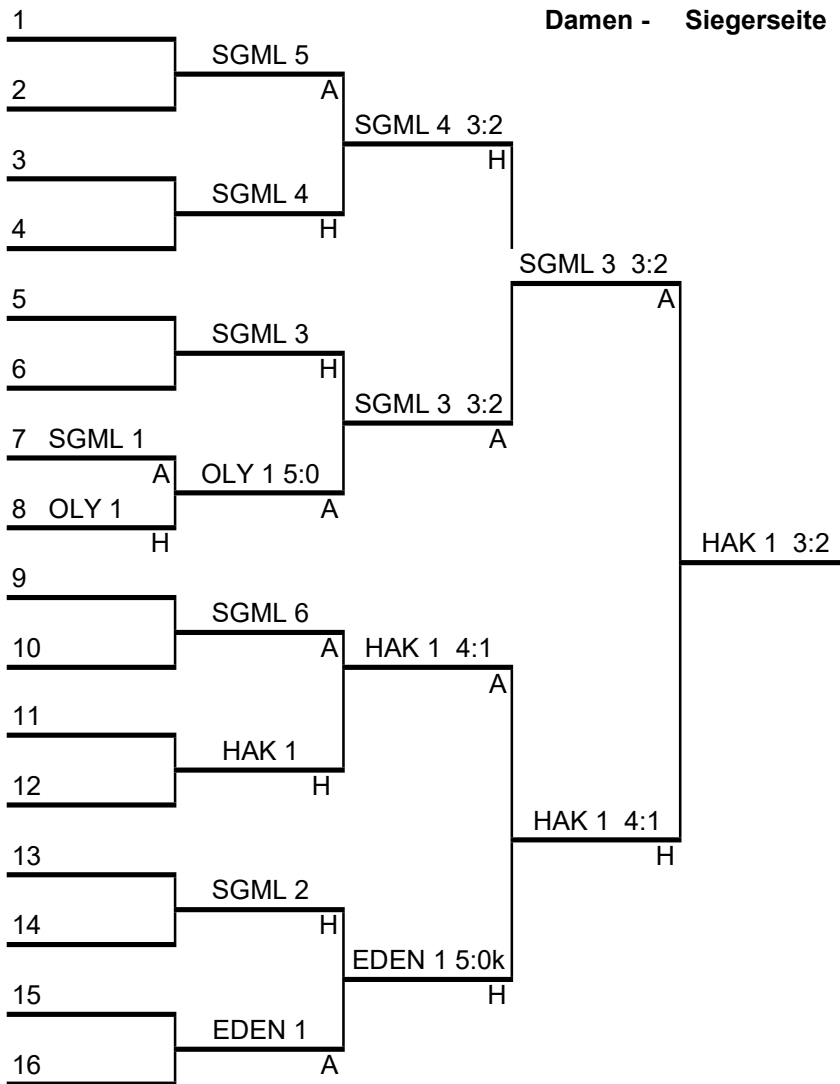 1
Damen - Siegerseite
SGML 5
2
A
SGML 4 3:2
3
H
SGML 4
4
H
SGML 3 3:2
5
A
SGML 3
6
H
SGML 3 3:2
7 SGML 1
A
A
OLY 1 5:0
8 OLY 1
A
H
HAK 1 3:2
9
SGML 6
10
A
HAK 1 4:1
A
11
HAK 1
12
H
HAK 1 4:1
13
H
SGML 2
14
H
EDEN 1 5:0k
15
H
EDEN 1
16
A